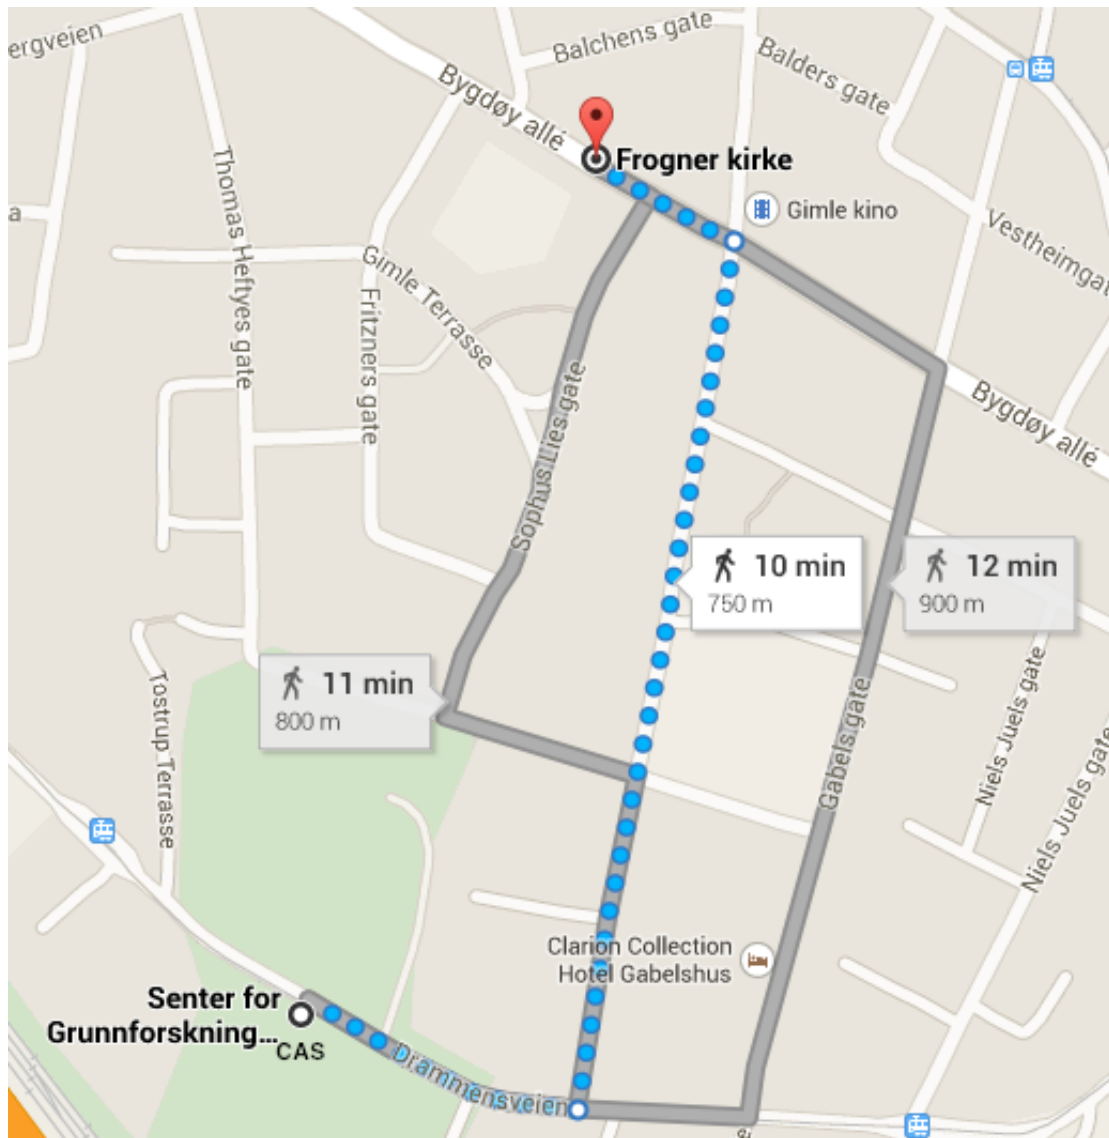 ergveien
Balchens gate
Balders gate
Bygdøy allé
Frogner kirke
Thomas Heftyes gate
a
Gimle kino
Vestheimgat
Gimle Terrasse
Fritzners gate
Sophus Lies gate
Bygdøy allé
10 min
750 m
12 min
900 m
11 min
800 m
Tostrup Terrasse
Gabels gate
Niels Juels gate
Niels Juels gate
Clarion Collection
Hotel Gabelshus
Senter for
Grunnforskning...
CAS
Drammensveien